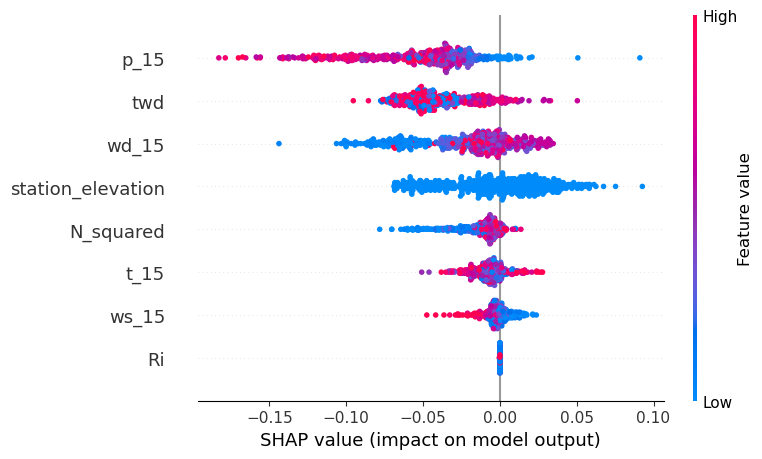 High
p_15
twd
wd_15
station_elevation
N_squared
t_15
ws_15
Ri
Feature value
Low
−0.15 −0.10 −0.05 0.00 0.05 0.10
SHAP value (impact on model output)